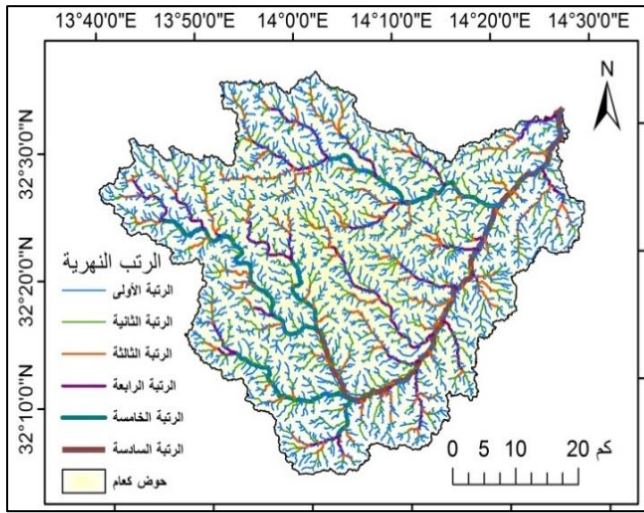 13°40'0"E 13°50'0"E 14°0'0"E 14°10'0"E 14°20'0"E 14°30'0"E
N
32°30'0"N
32°20'0"N
32°10'0"N
الرتب النهرية
الرتبة الأولى
الرتبة الثانية
الرتبة الثالثة
الرتبة الرابعة
الرتبة الخامسة
الرتبة السادسة
حوض كعام
0 5 10 20 كم